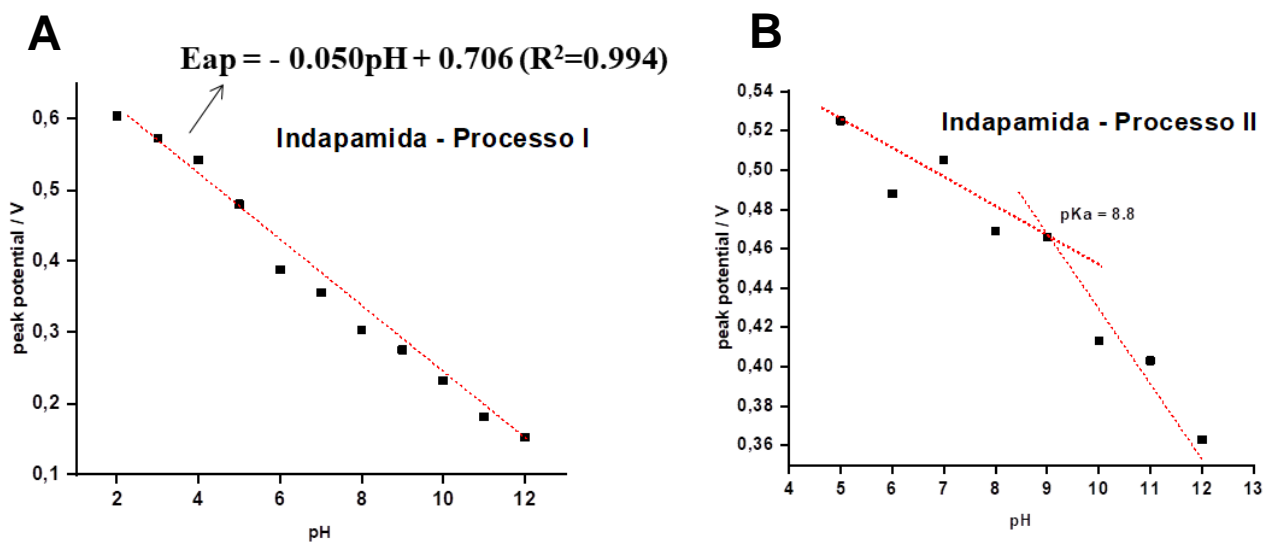 A
Eap = - 0.050pH + 0.706 (R²=0.994)
Indapamida - Processo I
peak potential / V
0,6
0,5
0,4
0,3
0,2
0,1
2 4 6 8 10 12
pH
B
Indapamida - Processo II
peak potential / V
0,54
0,52
0,50
0,48
0,46
0,44
0,42
0,40
0,38
0,36
pKa = 8.8
4 5 6 7 8 9 10 11 12 13
pH